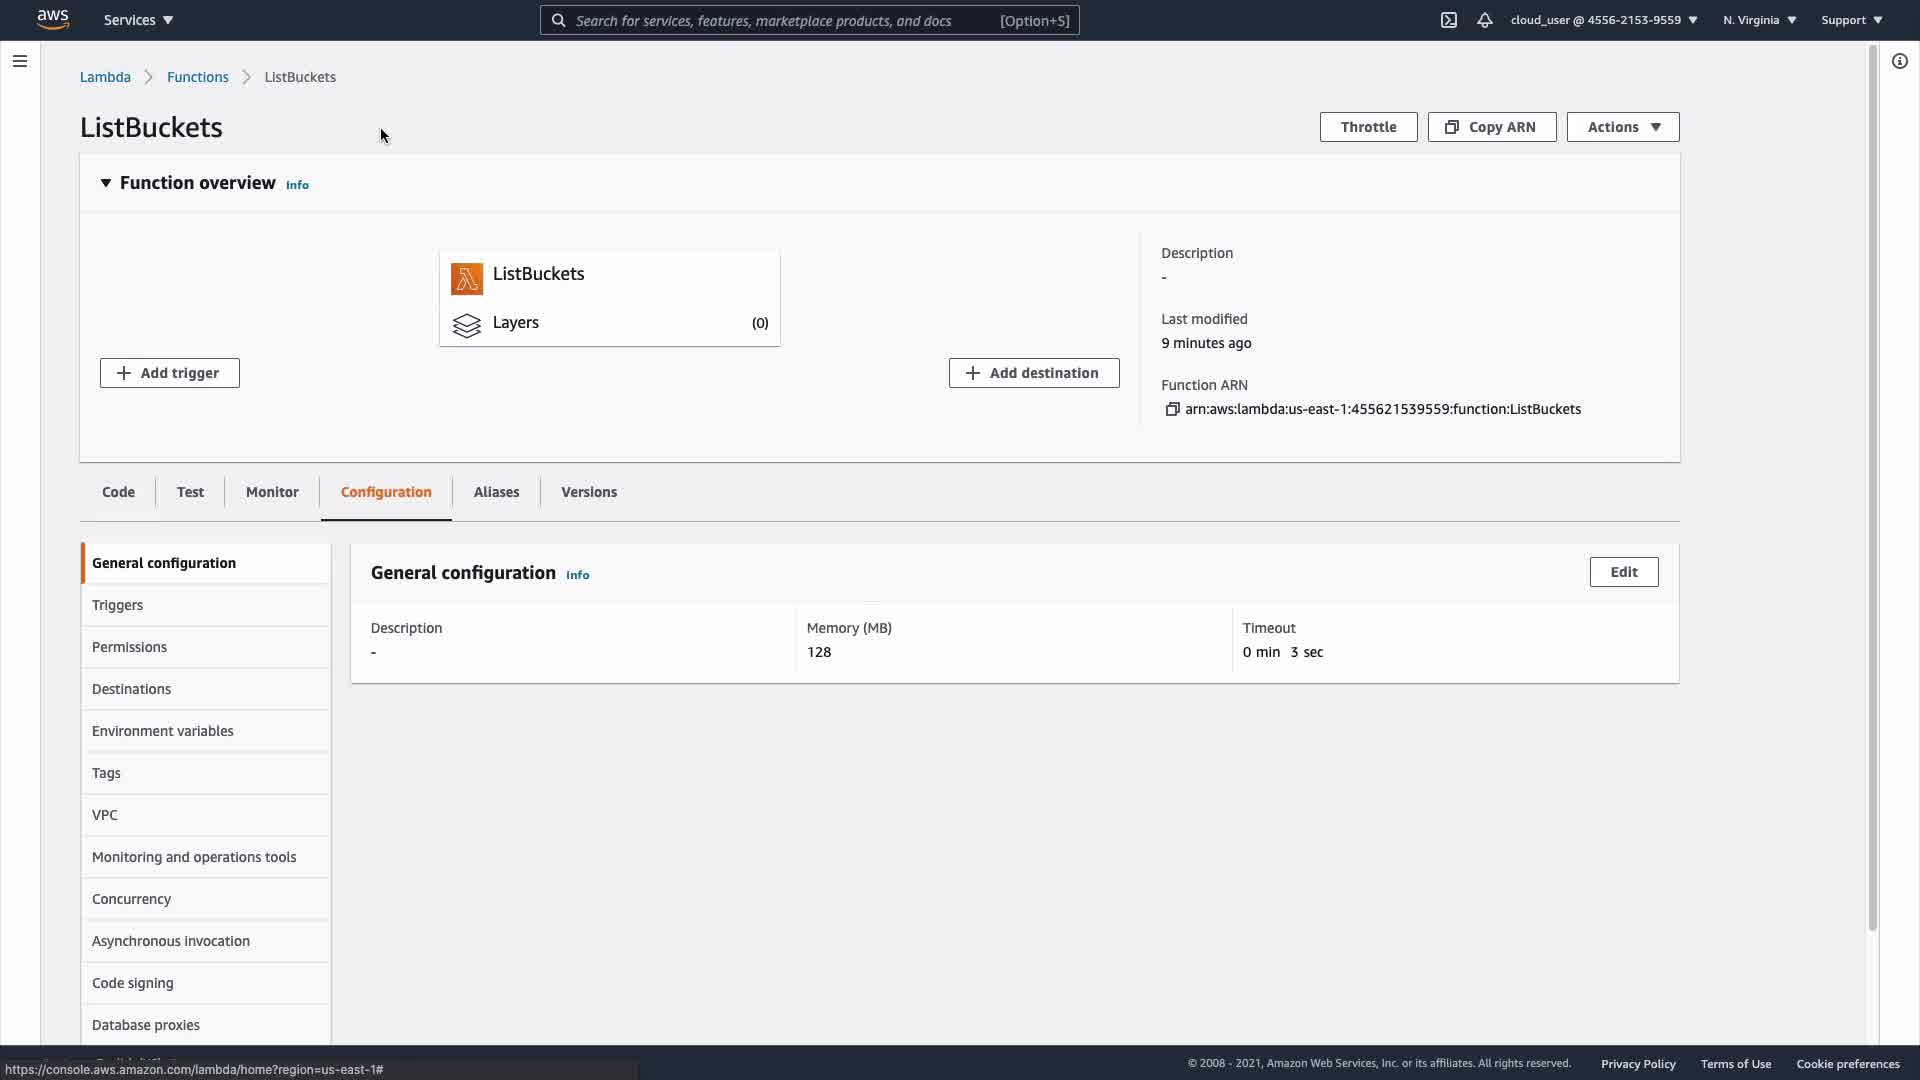 aws
Services
Search for services, features, marketplace products, and docs [Option+S]
cloud_user @ 4556-2153-9559
N. Virginia
Support
Lambda
Functions
ListBuckets
ListBuckets
Throttle
Copy ARN
Actions
Function overview Info
ListBuckets
Layers (0)
Add trigger
Add destination
Description
-
Last modified
9 minutes ago
Function ARN
arn:aws:lambda:us-east-1:455621539559:function:ListBuckets
Code
Test
Monitor
Configuration
Aliases
Versions
General configuration
Triggers
Permissions
Destinations
Environment variables
Tags
VPC
Monitoring and operations tools
Concurrency
Asynchronous invocation
Code signing
Database proxies
General configuration Info
Edit
Description
-
Memory (MB)
128
Timeout
0 min 3 sec
https://console.aws.amazon.com/lambda/home?region=us-east-1#
© 2008 - 2021, Amazon Web Services, Inc. or its affiliates. All rights reserved.
Privacy Policy
Terms of Use
Cookie preferences